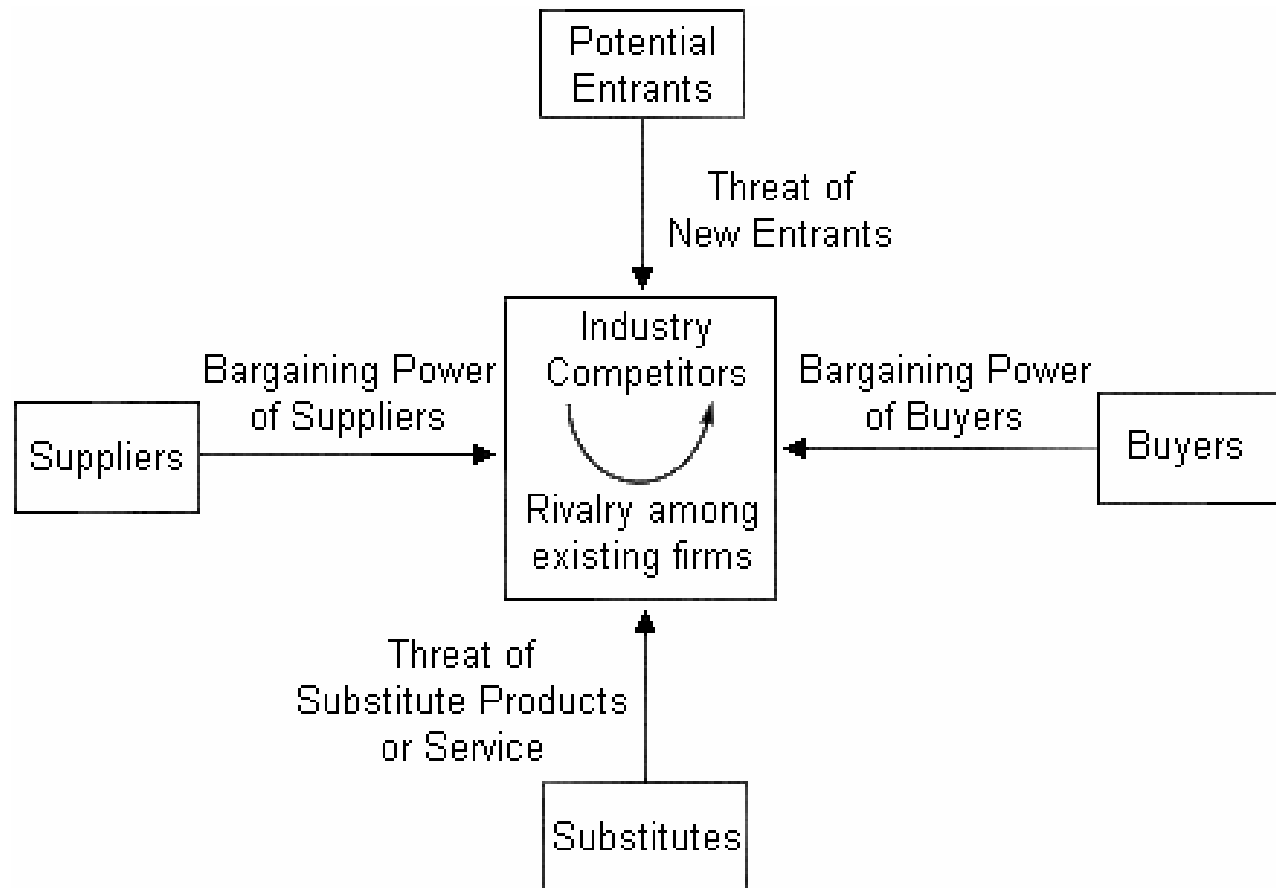 Potential
Entrants
Threat of
New Entrants
Industry
Competitors
Bargaining Power
of Suppliers
Bargaining Power
of Buyers
Suppliers
Buyers
Rivalry among
existing firms
Threat of
Substitute Products
or Service
Substitutes